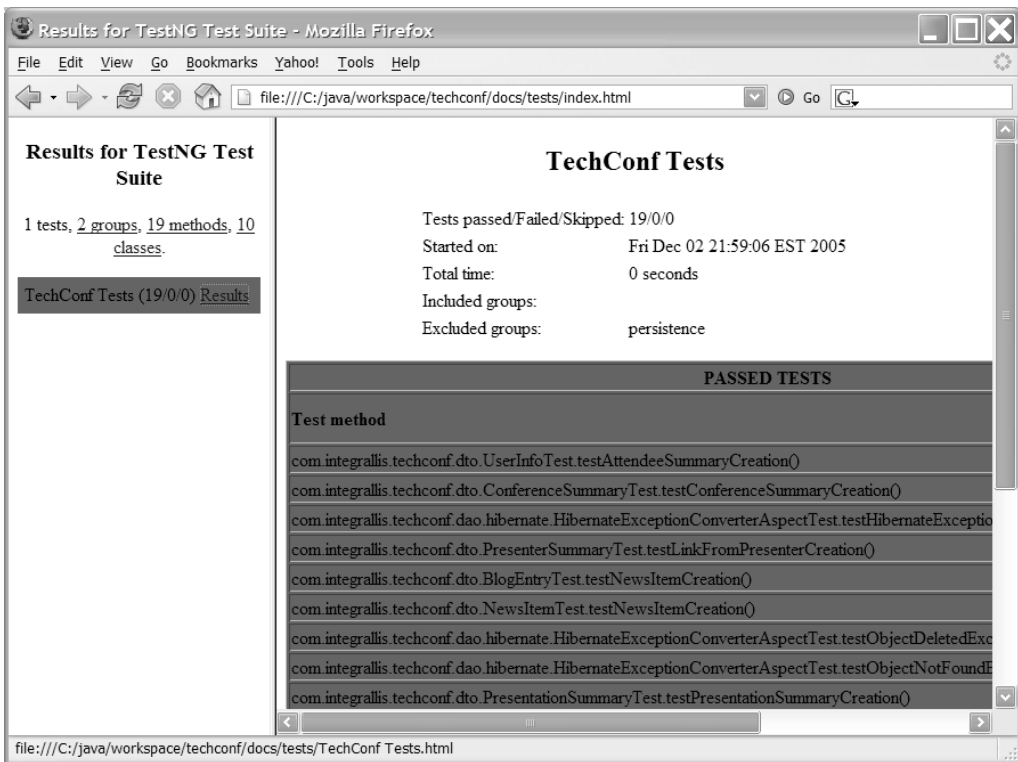 Results for TestNG Test Suite - Mozilla Firefox
File Edit View Go Bookmarks Yahoo! Tools Help
file:///C:/java/workspace/techconf/docs/tests/index.html Go G
Results for TestNG Test
Suite
1 tests, 2 groups, 19 methods, 10
classes.
TechConf Tests (19/0/0) Results
TechConf Tests
Tests passed/Failed/Skipped: 19/0/0
Started on: Fri Dec 02 21:59:06 EST 2005
Total time: 0 seconds
Included groups:
Excluded groups: persistence
PASSED TESTS
Test method
com.integrallis.techconf.dto.UserInfoTest.testAttendeeSummaryCreation()
com.integrallis.techconf.dto.ConferenceSummaryTest.testConferenceSummaryCreation()
com.integrallis.techconf.dao.hibernate.HibernateExceptionConverterAspectTest.testHibernateExceptio
com.integrallis.techconf.dto.PresenterSummaryTest.testLinkFromPresenterCreation()
com.integrallis.techconf.dto.BlogEntryTest.testNewsItemCreation()
com.integrallis.techconf.dto.NewsItemTest.testNewsItemCreation()
com.integrallis.techconf.dao.hibernate.HibernateExceptionConverterAspectTest.testObjectDeletedExc
com.integrallis.techconf.dao.hibernate.HibernateExceptionConverterAspectTest.testObjectNotFoundE
com.integrallis.techconf.dto.PresentationSummaryTest.testPresentationSummaryCreation()
file:///C:/java/workspace/techconf/docs/tests/TechConf Tests.html